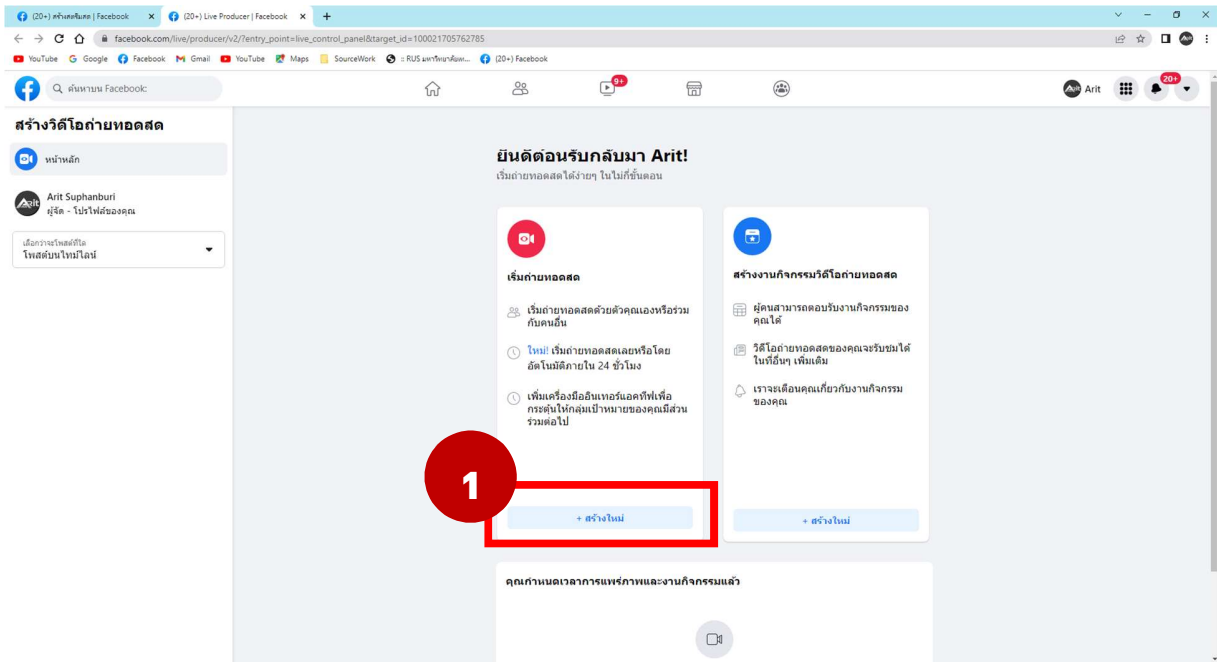 (20+) สร้างสตรีมสด | Facebook
(20+) Live Producer | Facebook
facebook.com/live/producer/v2/?entry_point=live_control_panel&target_id=100021705762785
YouTube Google Facebook Gmail YouTube Maps SourceWork :: RUS มหาวิทยาลัยเท... (20+) Facebook
ค้นหาบน Facebook:
9+
Arit
20+
สร้างวิดีโอถ่ายทอดสด
หน้าหลัก
Arit
Arit Suphanburi
ผู้จัด - โปรไฟล์ของคุณ
เลือกว่าจะโพสต์ที่ใด
โพสต์บนไทม์ไลน์
ยินดีต้อนรับกลับมา Arit!
เริ่มถ่ายทอดสดได้ง่ายๆ ในไม่กี่ขั้นตอน
เริ่มถ่ายทอดสด
เริ่มถ่ายทอดสดด้วยตัวคุณเองหรือร่วม
กับคนอื่น
ใหม่! เริ่มถ่ายทอดสดเลยหรือโดย
อัตโนมัติภายใน 24 ชั่วโมง
เพิ่มเครื่องมืออินเทอร์แอคทีฟเพื่อ
กระตุ้นให้กลุ่มเป้าหมายของคุณมีส่วน
ร่วมต่อไป
1
+ สร้างใหม่
สร้างงานกิจกรรมวิดีโอถ่ายทอดสด
ผู้คนสามารถตอบรับงานกิจกรรมของ
คุณได้
วิดีโอถ่ายทอดสดของคุณจะรับชมได้
ในที่อื่นๆ เพิ่มเติม
เราจะเตือนคุณเกี่ยวกับงานกิจกรรม
ของคุณ
+ สร้างใหม่
คุณกำหนดเวลาการแพร่ภาพและงานกิจกรรมแล้ว